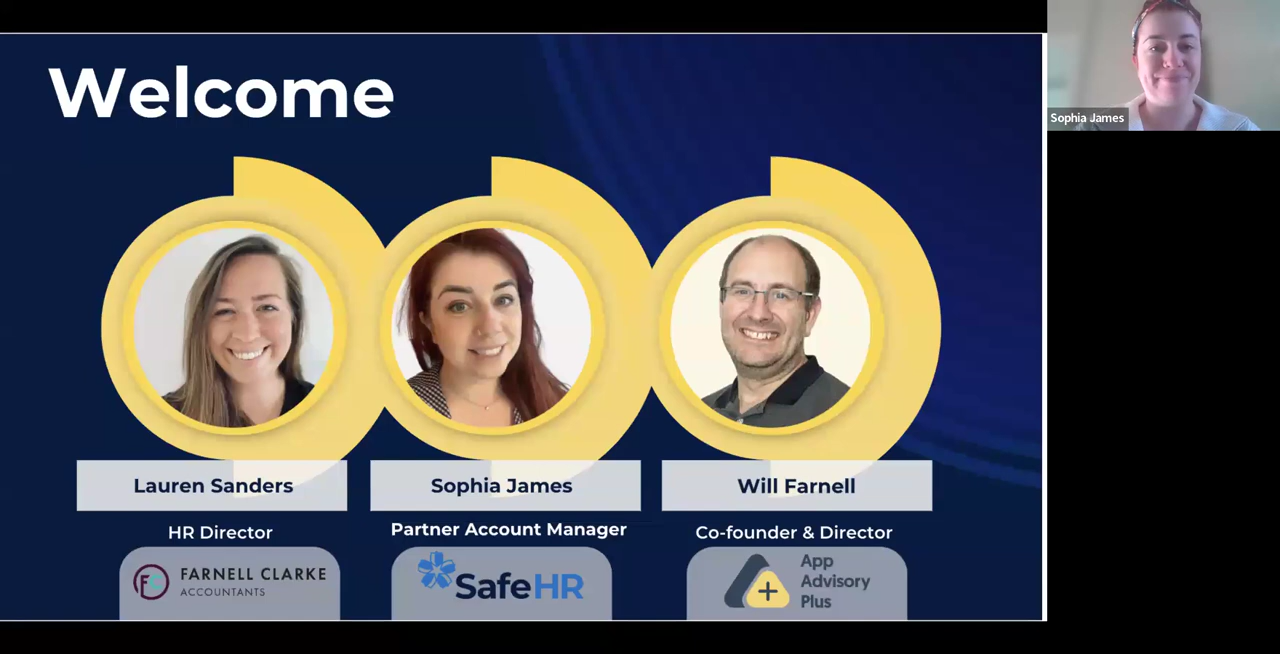 Welcome
Sophia James
Lauren Sanders
Sophia James
Will Farnell
HR Director
Partner Account Manager
Co-founder & Director
FARNELL CLARKE
ACCOUNTANTS
SafeHR
App
Advisory
Plus